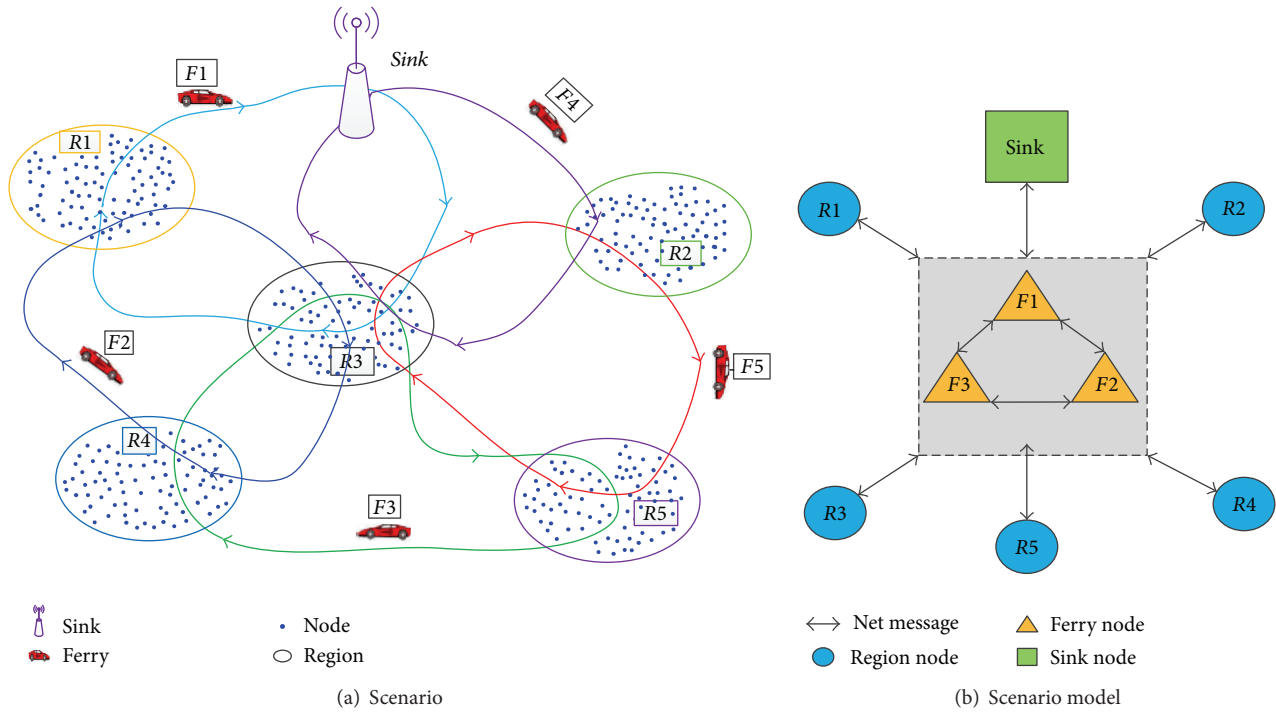 Sink
F1
F4
R1
R2
R3
F2
F5
R4
F3
R5
Sink
Node
Ferry
Region
(a) Scenario
Sink
R1
R2
F1
F3
F2
R3
R4
R5
Net message
Ferry node
Region node
Sink node
(b) Scenario model